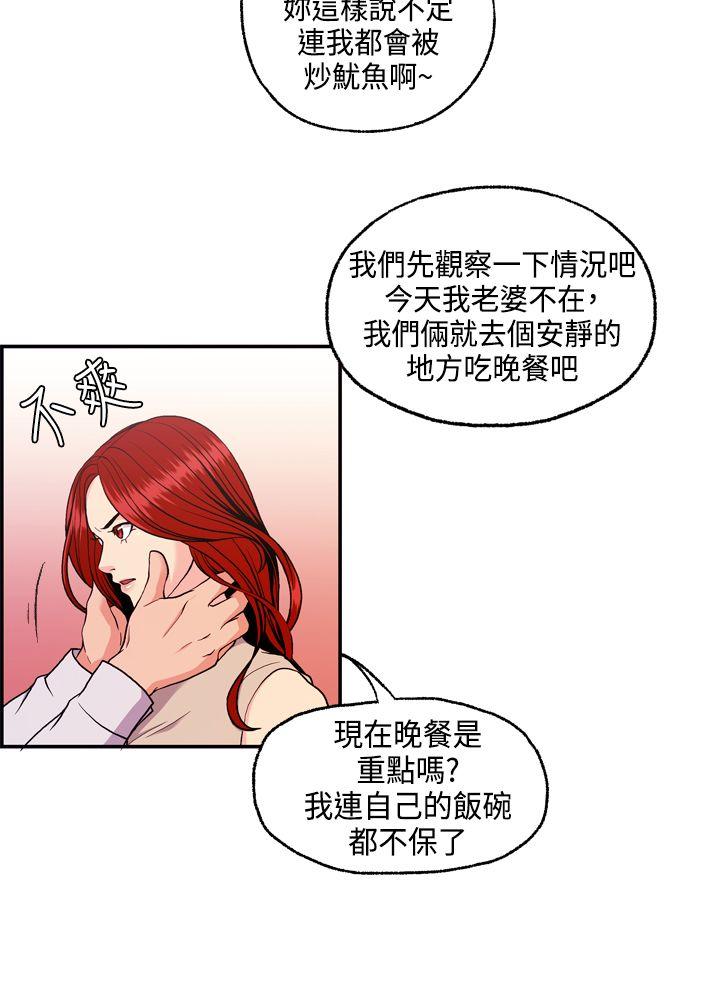 妳這樣說不定
連我都會被
炒魷魚啊~
我們先觀察一下情況吧
今天我老婆不在,
我們倆就去個安靜的
地方吃晚餐吧
不爽
現在晚餐是
重點嗎?
我連自己的飯碗
都不保了